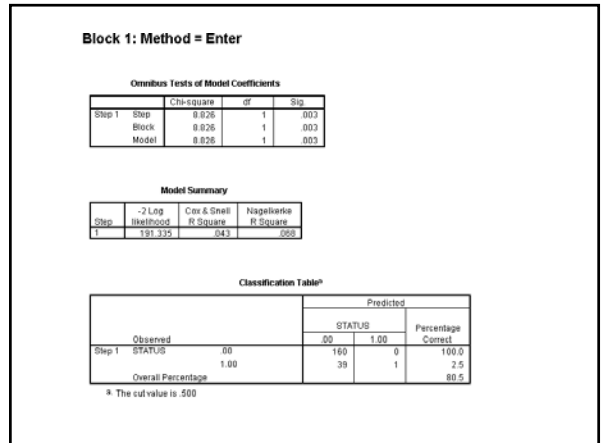 Block 1: Method = Enter
Omnibus Tests of Model Coefficients
Chi-square df Sig.
Step 1 Step 8.826 1 .003
Block 8.826 1 .003
Model 8.826 1 .003
Model Summary
Step -2 Log likelihood Cox & Snell R Square Nagelkerke R Square
1 191.335 .043 .068
Classification Tableᵃ
Predicted
STATUS Percentage Correct
Observed .00 1.00
Step 1 STATUS .00 160 0 100.0
1.00 39 1 2.5
Overall Percentage 80.5
a. The cut value is .500